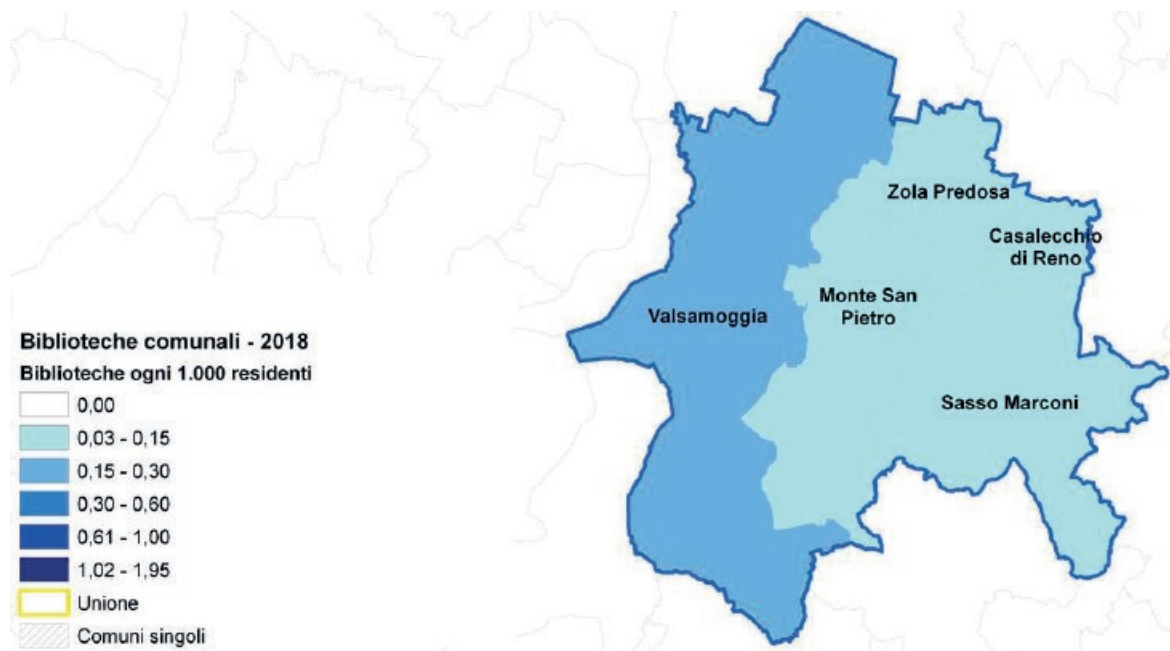 Zola Predosa
Casalecchio
di Reno
Valsamoggia
Monte San
Pietro
Sasso Marconi
Biblioteche comunali - 2018
Biblioteche ogni 1.000 residenti
0,00
0,03 - 0,15
0,15 - 0,30
0,30 - 0,60
0,61 - 1,00
1,02 - 1,95
Unione
Comuni singoli